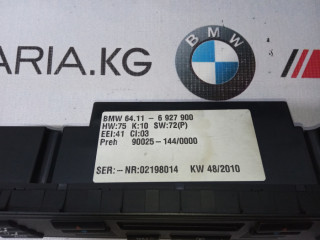 ARIA.KG
BMW
BMW 64.11 - 6 927 900
HW:75 K:10 SW:72(P)
EEI:41 CI:03
Preh 90025-144/0000
SER:-NR:02198014 KW 48/2010